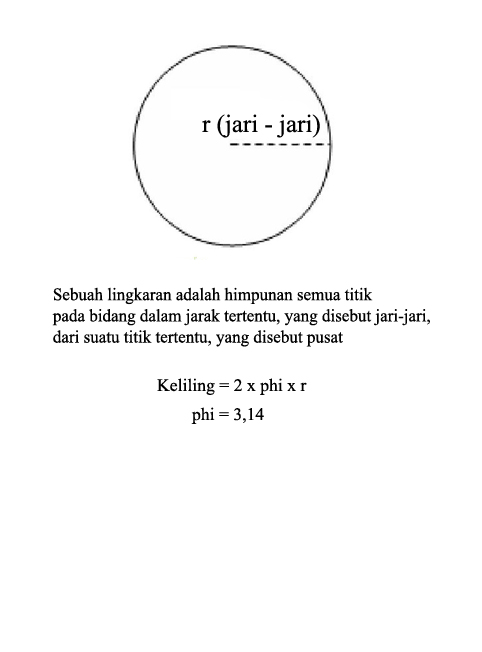 r (jari - jari)
Sebuah lingkaran adalah himpunan semua titik
pada bidang dalam jarak tertentu, yang disebut jari-jari,
dari suatu titik tertentu, yang disebut pusat
Keliling = 2 x phi x r
phi = 3,14